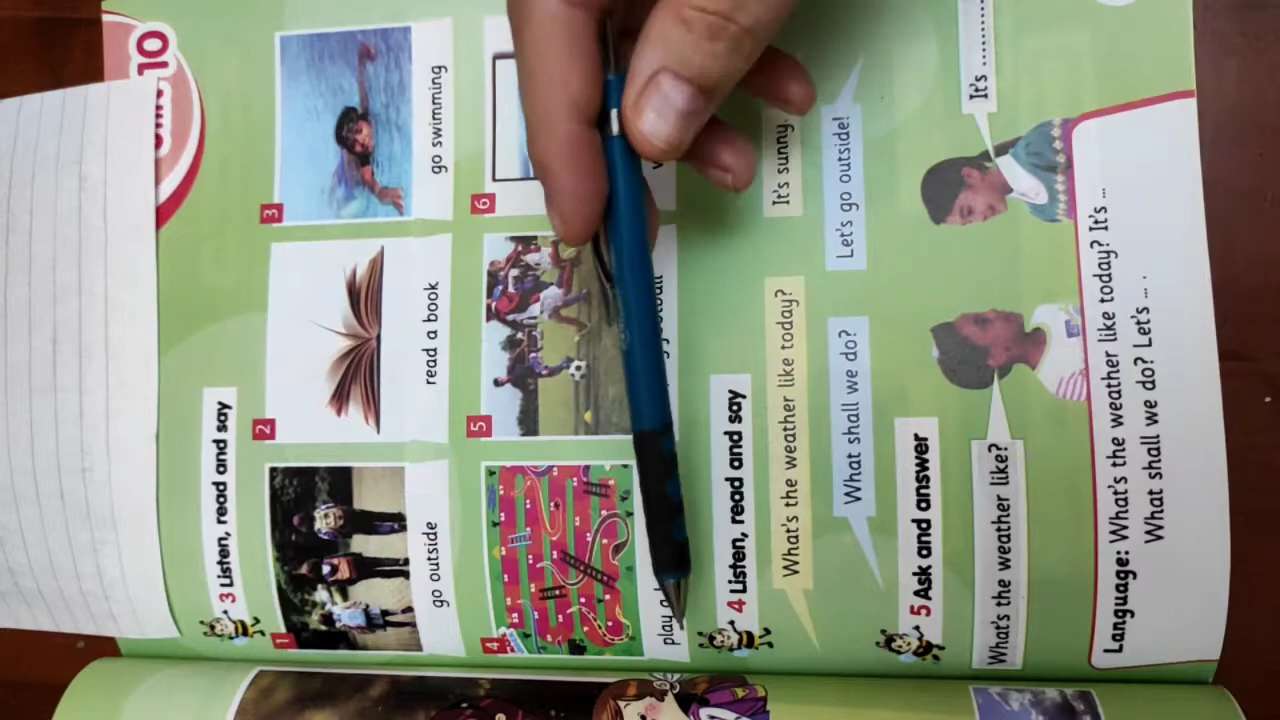 10
3 Listen, read and say
1
2
3
go outside
read a book
go swimming
4
5
6
play
4 Listen, read and say
What's the weather like today?
It's sunny.
What shall we do?
Let's go outside!
5 Ask and answer
What's the weather like?
It's ..........
Language: What's the weather like today? It's ...
What shall we do? Let's ... .